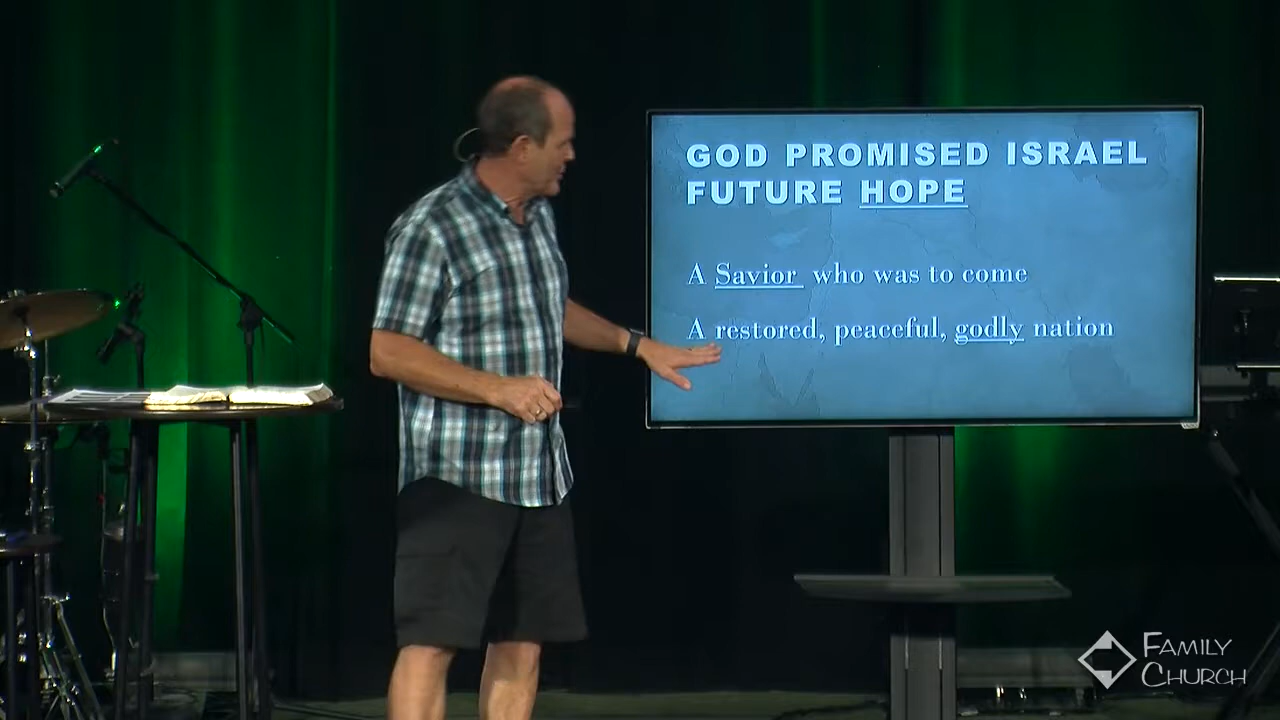 GOD PROMISED ISRAEL
FUTURE HOPE
A Savior who was to come
A restored, peaceful, godly nation
FAMILY
CHURCH